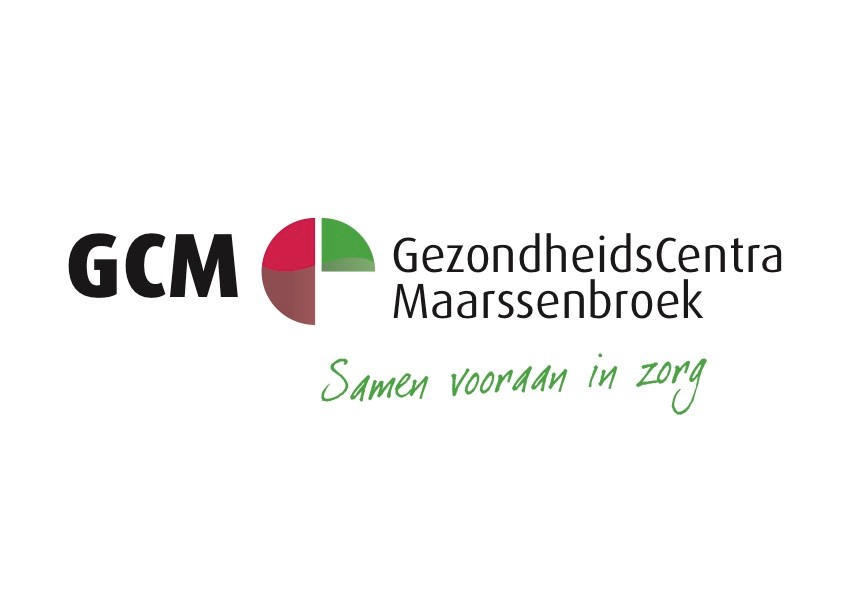 GCM
GezondheidsCentra
Maarssenbroek
Samen vooraan in zorg